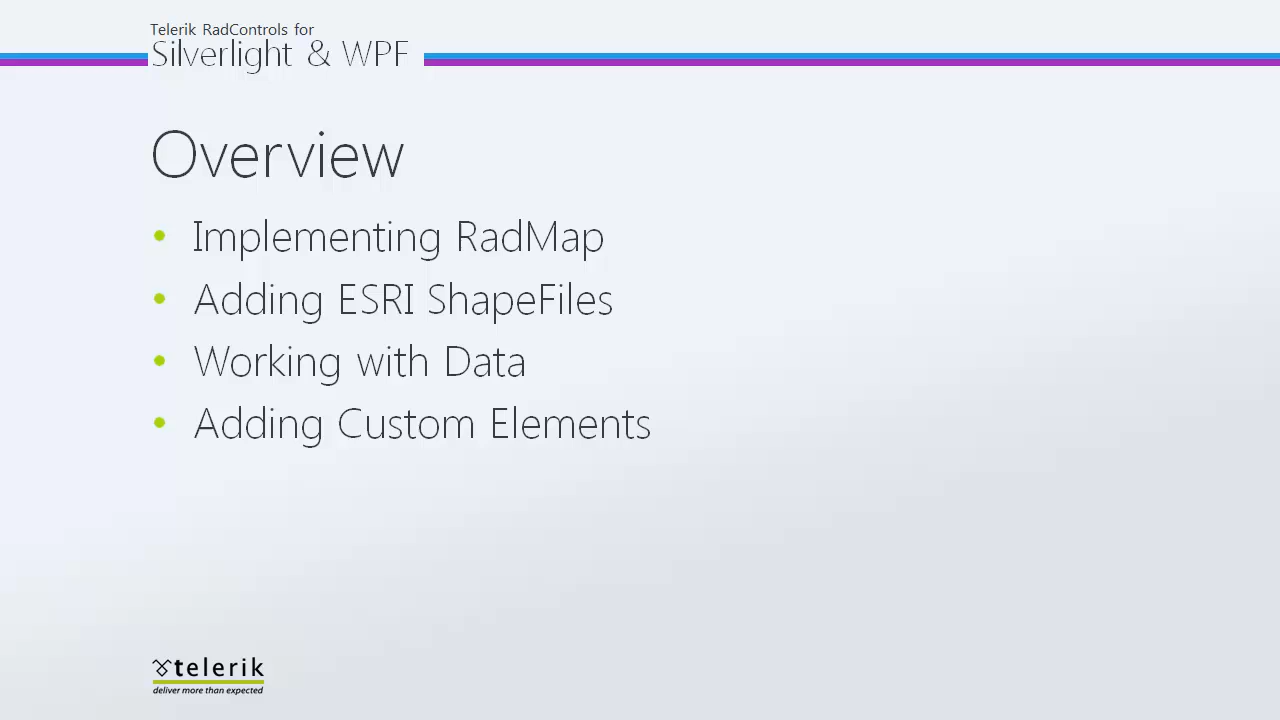 Telerik RadControls for
Silverlight & WPF
Overview
• Implementing RadMap
• Adding ESRI ShapeFiles
• Working with Data
• Adding Custom Elements
telerik
deliver more than expected